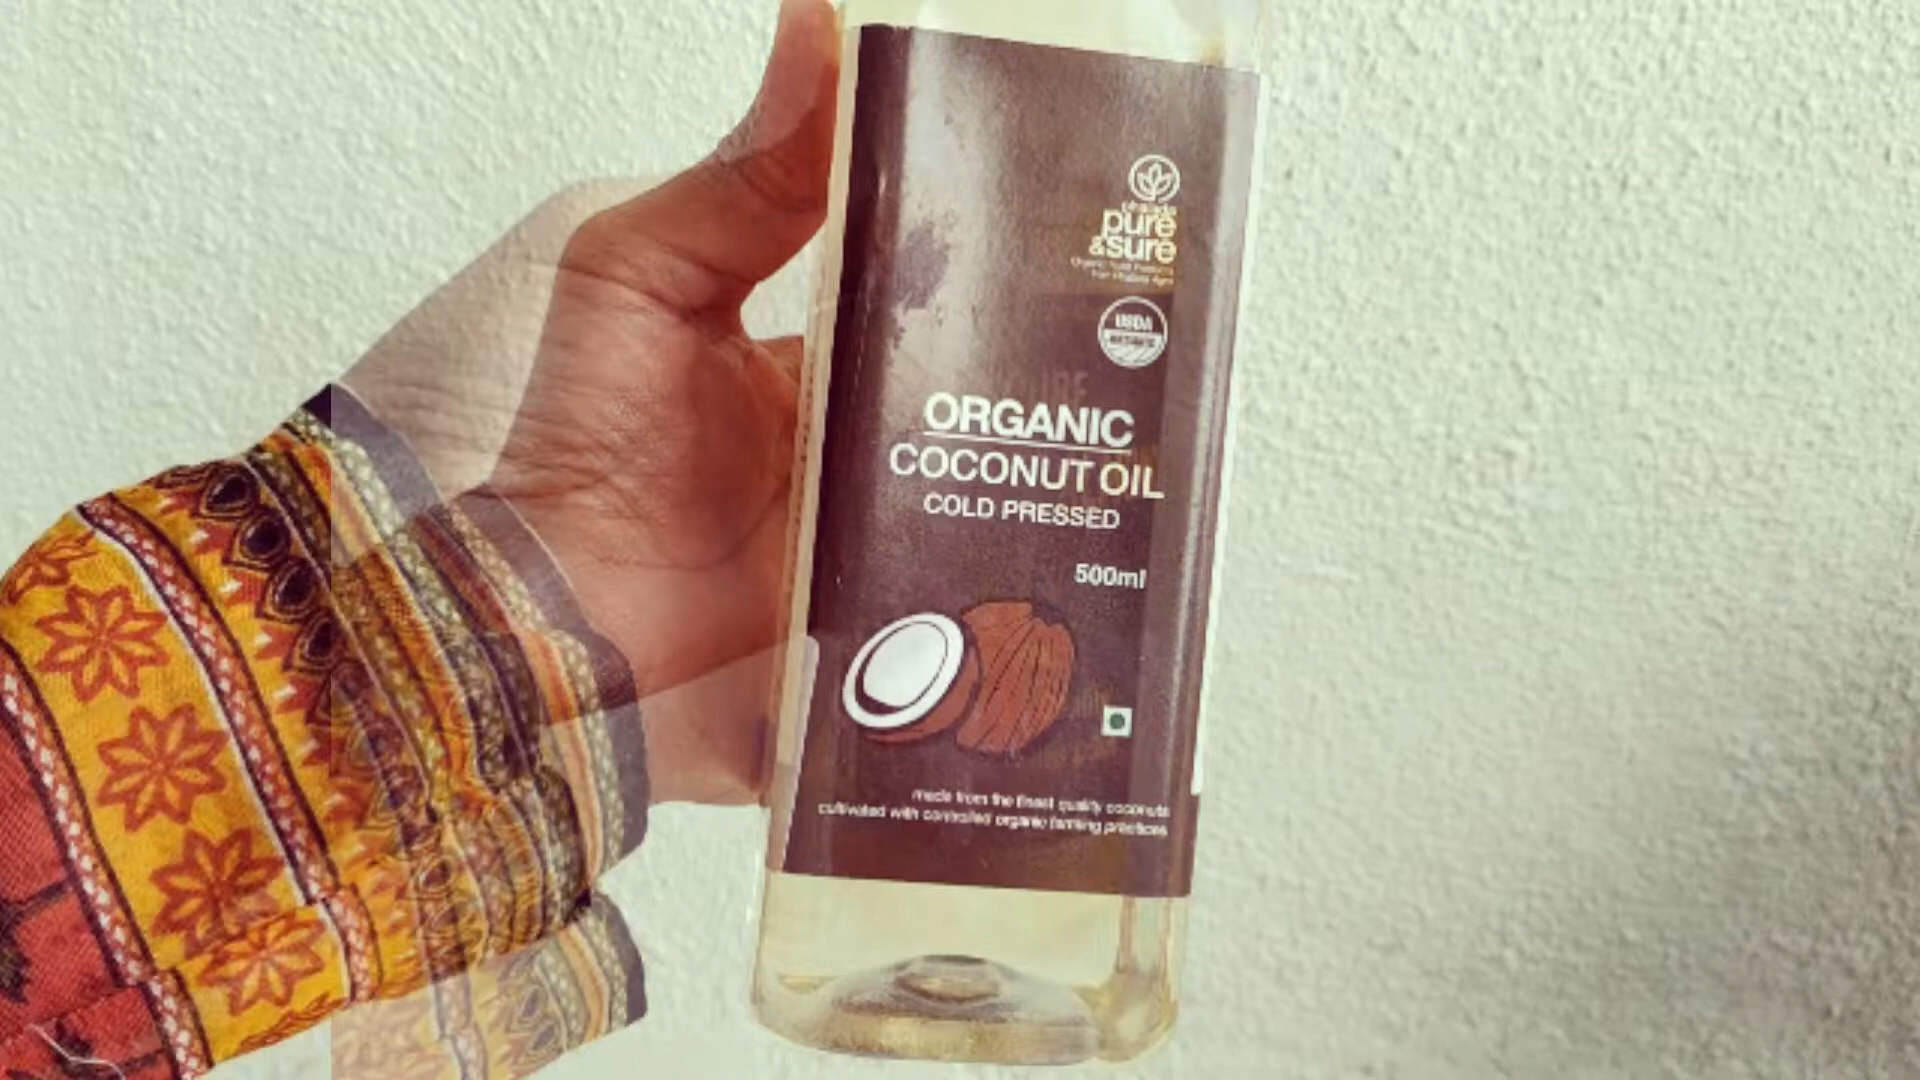 pure
&sure
USDA
ORGANIC
COCONUT OIL
COLD PRESSED
500ml
made from the finest quality coconuts
cultivated with controlled organic farming practices